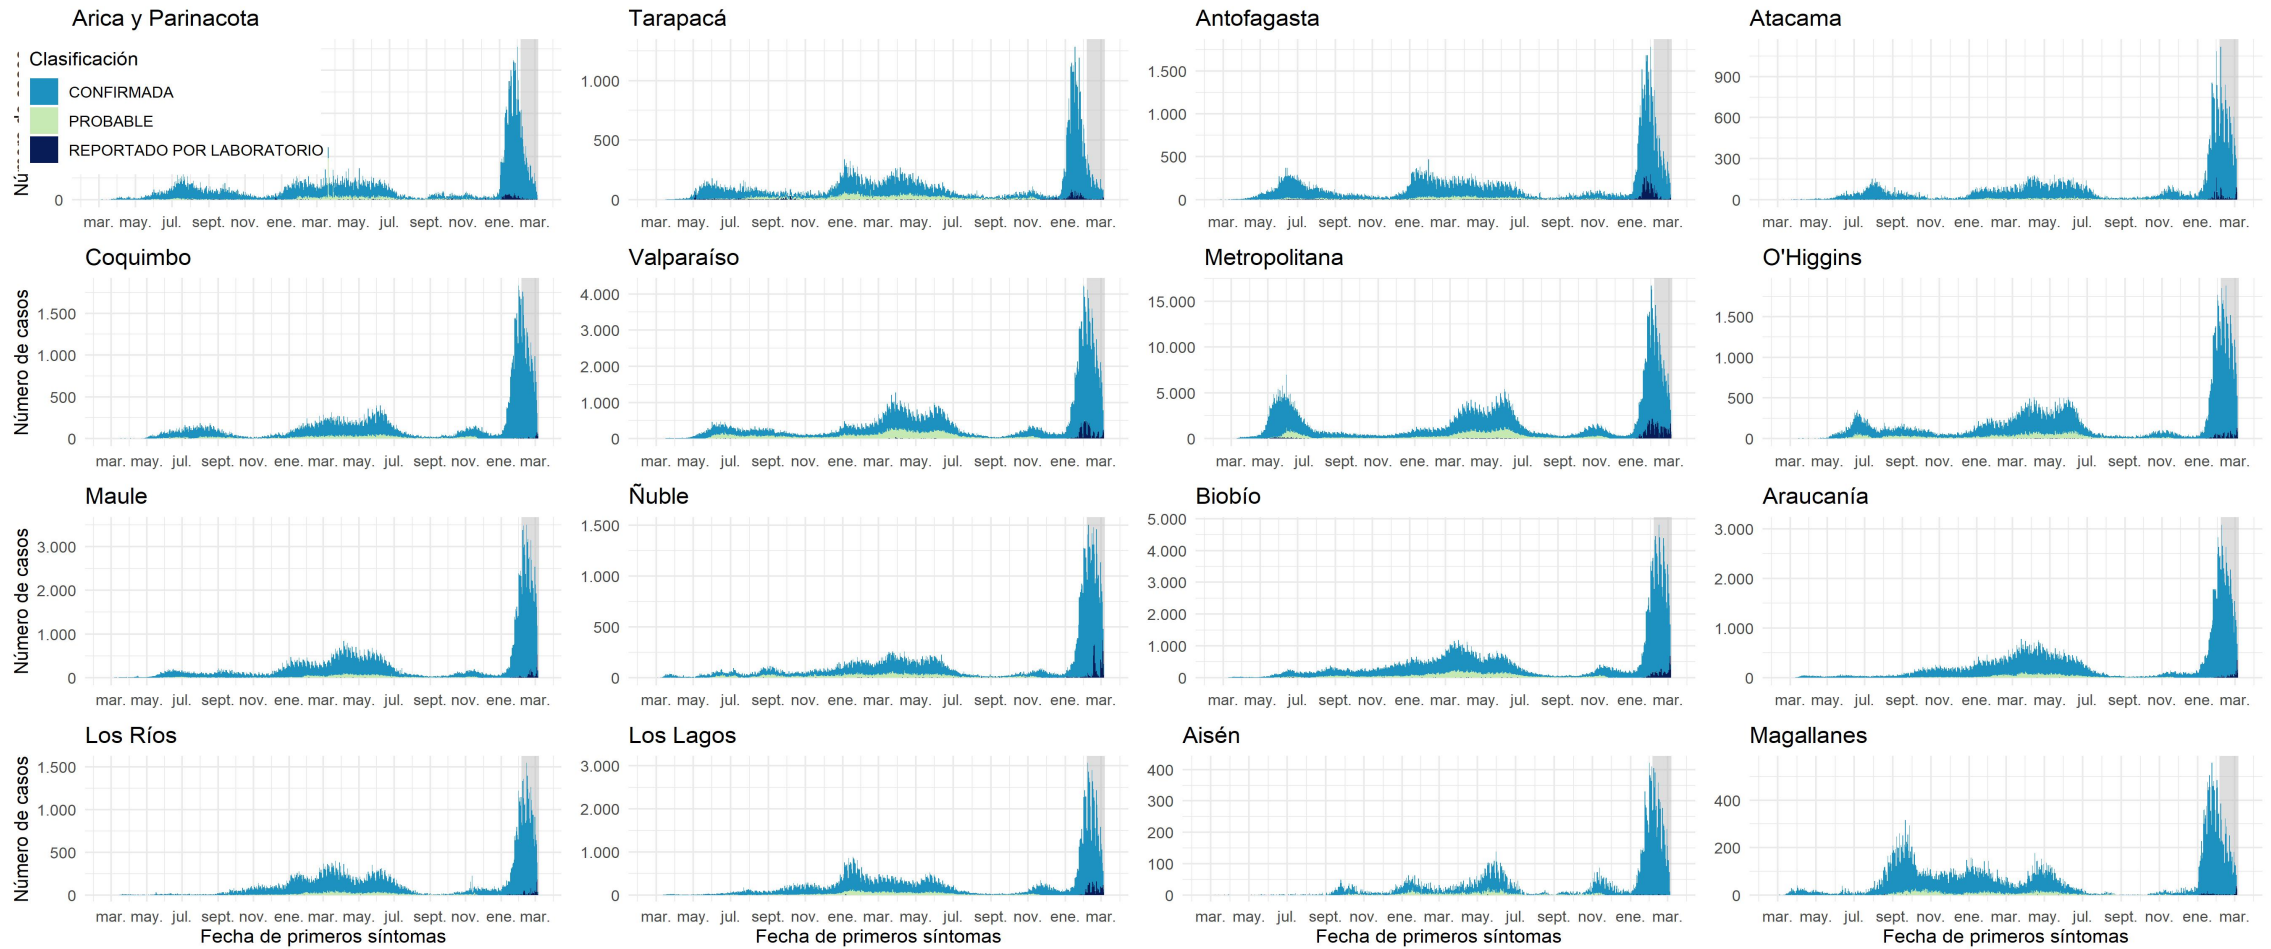 Arica y Parinacota
Clasificación
CONFIRMADA
PROBABLE
REPORTADO POR LABORATORIO
0
mar. may. jul. sept. nov. ene. mar. may. jul. sept. nov. ene. mar.
Tarapacá
1.000
500
0
mar. may. jul. sept. nov. ene. mar. may. jul. sept. nov. ene. mar.
Antofagasta
1.500
1.000
500
0
mar. may. jul. sept. nov. ene. mar. may. jul. sept. nov. ene. mar.
Atacama
900
600
300
0
mar. may. jul. sept. nov. ene. mar. may. jul. sept. nov. ene. mar.
Coquimbo
Número de casos
1.500
1.000
500
0
mar. may. jul. sept. nov. ene. mar. may. jul. sept. nov. ene. mar.
Valparaíso
4.000
3.000
2.000
1.000
0
mar. may. jul. sept. nov. ene. mar. may. jul. sept. nov. ene. mar.
Metropolitana
15.000
10.000
5.000
0
mar. may. jul. sept. nov. ene. mar. may. jul. sept. nov. ene. mar.
O'Higgins
1.500
1.000
500
0
mar. may. jul. sept. nov. ene. mar. may. jul. sept. nov. ene. mar.
Maule
Número de casos
3.000
2.000
1.000
0
mar. may. jul. sept. nov. ene. mar. may. jul. sept. nov. ene. mar.
Ñuble
1.500
1.000
500
0
mar. may. jul. sept. nov. ene. mar. may. jul. sept. nov. ene. mar.
Biobío
5.000
4.000
3.000
2.000
1.000
0
mar. may. jul. sept. nov. ene. mar. may. jul. sept. nov. ene. mar.
Araucanía
3.000
2.000
1.000
0
mar. may. jul. sept. nov. ene. mar. may. jul. sept. nov. ene. mar.
Los Ríos
Número de casos
1.500
1.000
500
0
mar. may. jul. sept. nov. ene. mar. may. jul. sept. nov. ene. mar.
Fecha de primeros síntomas
Los Lagos
3.000
2.000
1.000
0
mar. may. jul. sept. nov. ene. mar. may. jul. sept. nov. ene. mar.
Fecha de primeros síntomas
Aisén
400
300
200
100
0
mar. may. jul. sept. nov. ene. mar. may. jul. sept. nov. ene. mar.
Fecha de primeros síntomas
Magallanes
400
200
0
mar. may. jul. sept. nov. ene. mar. may. jul. sept. nov. ene. mar.
Fecha de primeros síntomas